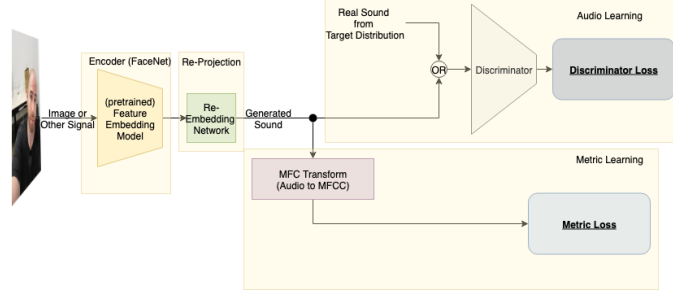 Real Sound
from
Target Distribution
Audio Learning
Encoder (FaceNet)
Re-Projection
OR
Discriminator
Discriminator Loss
(pretrained)
Feature
Embedding
Model
Image or
Other Signal
Re-
Embedding
Network
Generated
Sound
Metric Learning
MFC Transform
(Audio to MFCC)
Metric Loss